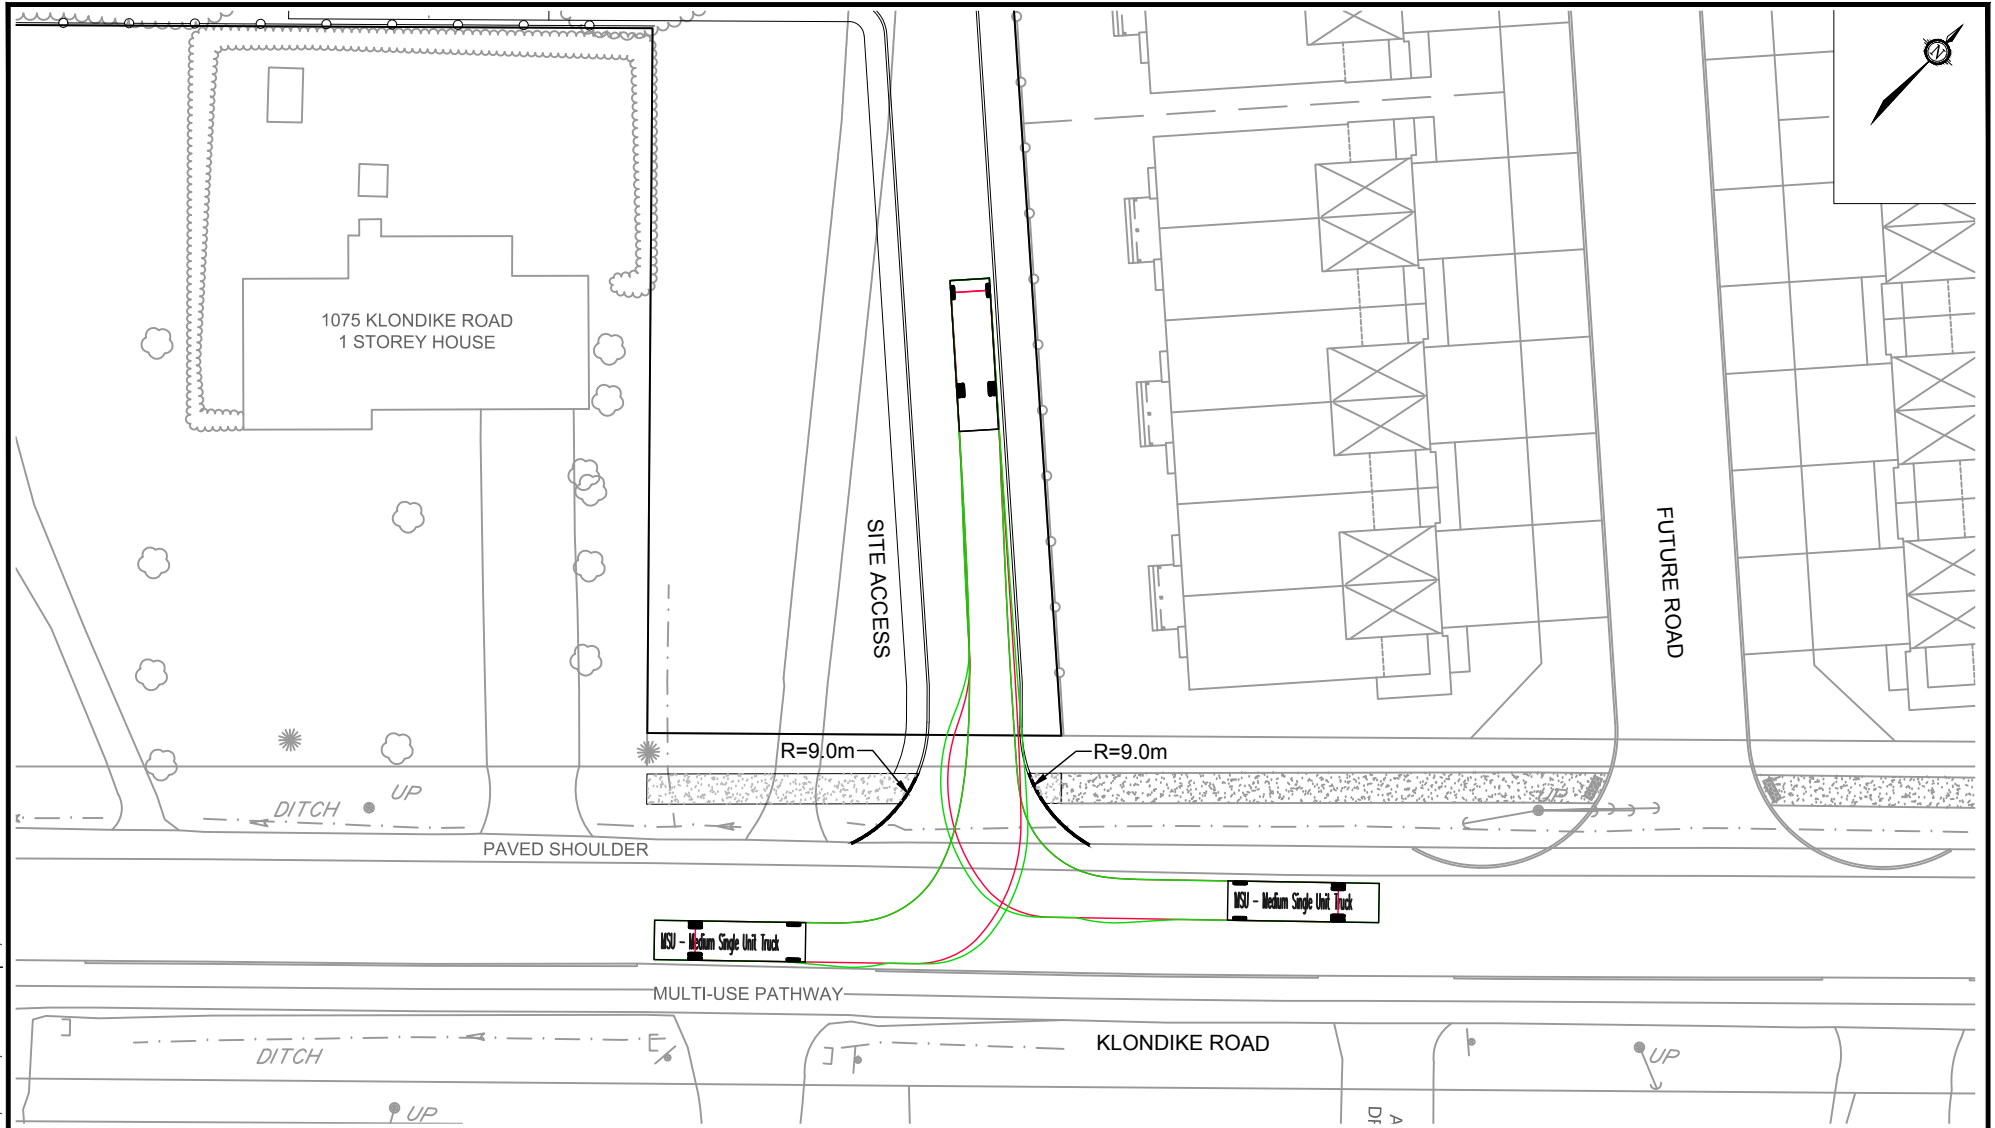 N
1075 KLONDIKE ROAD
1 STOREY HOUSE
SITE ACCESS
FUTURE ROAD
R=9.0m
R=9.0m
DITCH
UP
UP
PAVED SHOULDER
MSU - Medium Single Unit Truck
MSU - Medium Single Unit Truck
MULTI-USE PATHWAY
KLONDIKE ROAD
DITCH
UP
UP